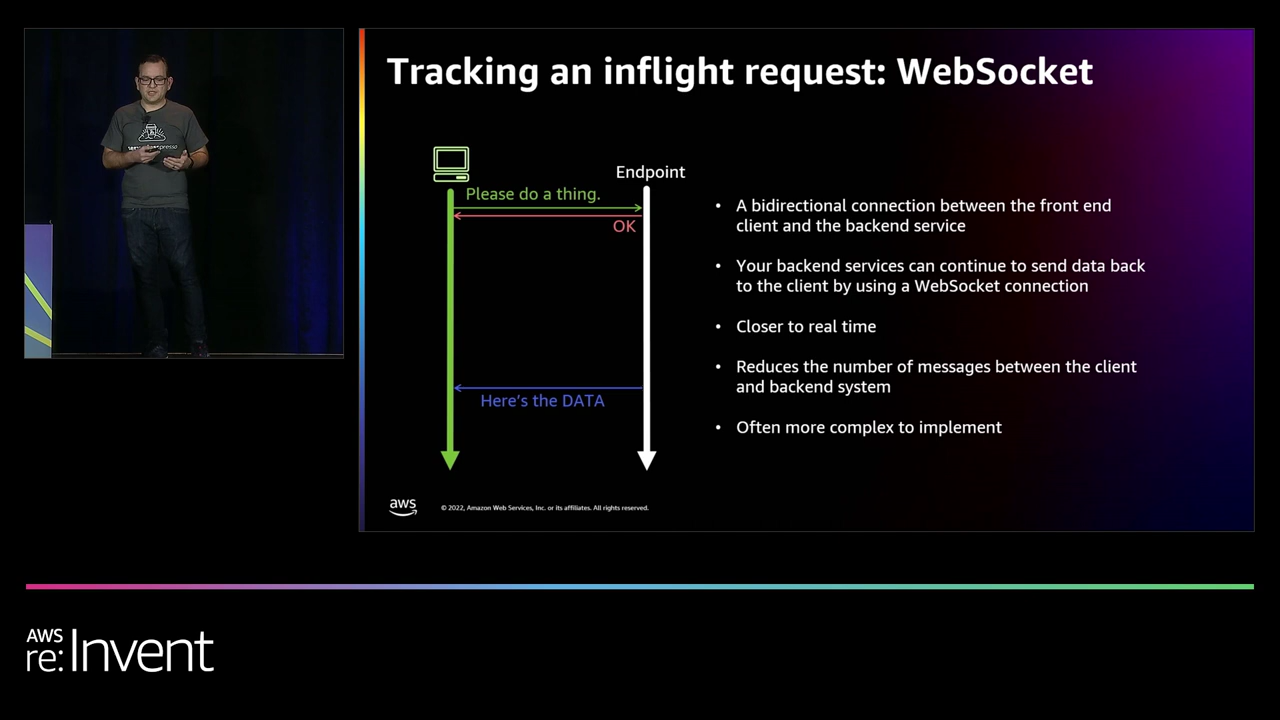 Tracking an inflight request: WebSocket
Endpoint
Please do a thing.
OK
Here's the DATA
• A bidirectional connection between the front end
client and the backend service
• Your backend services can continue to send data back
to the client by using a WebSocket connection
• Closer to real time
• Reduces the number of messages between the client
and backend system
• Often more complex to implement
aws
© 2022, Amazon Web Services, Inc. or its affiliates. All rights reserved.
AWS
re:Invent